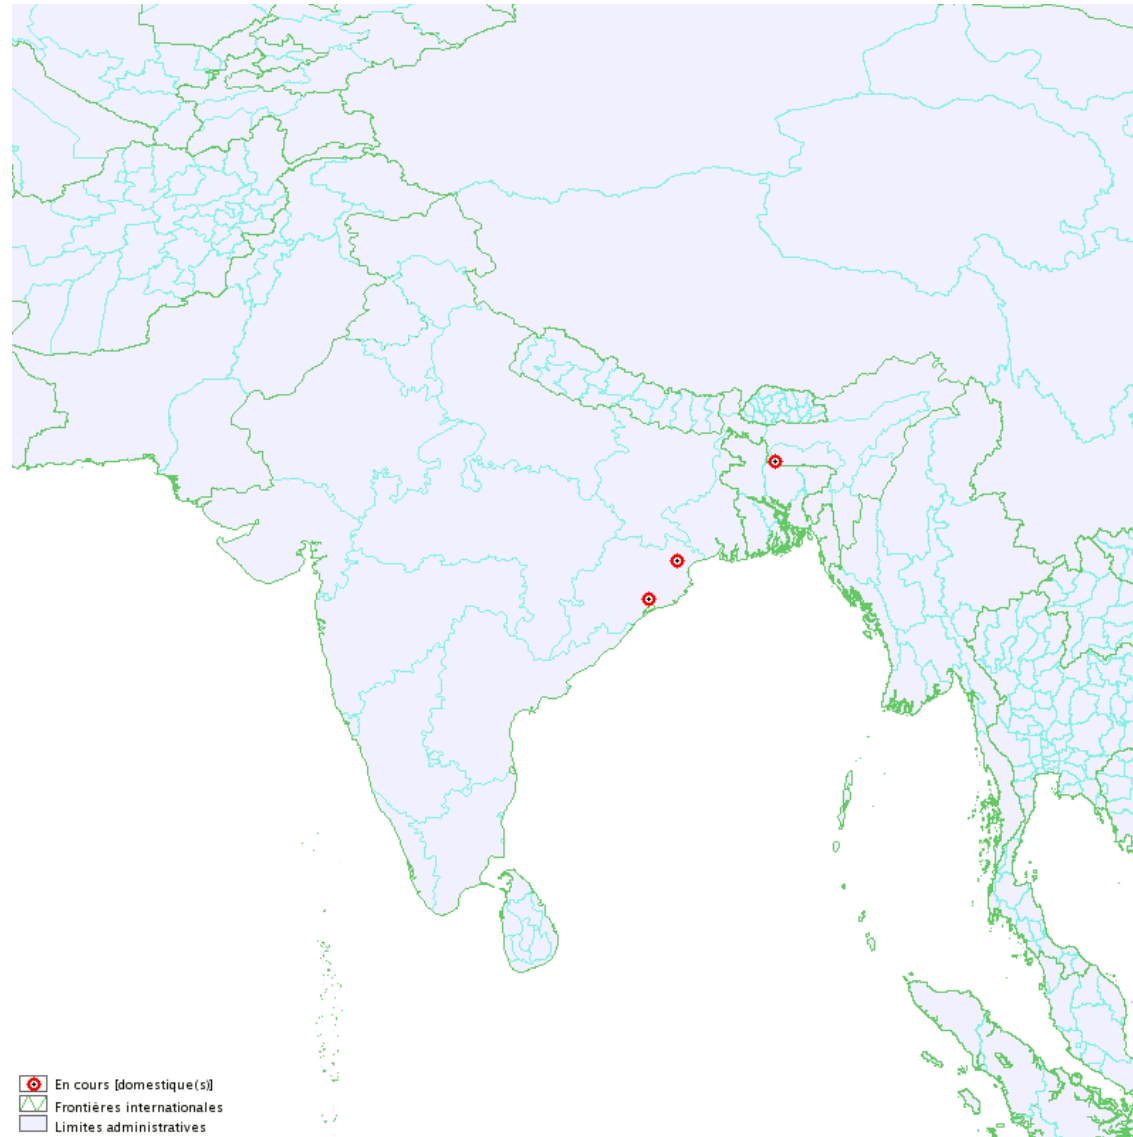 En cours [domestique(s)]
Frontières internationales
Limites administratives